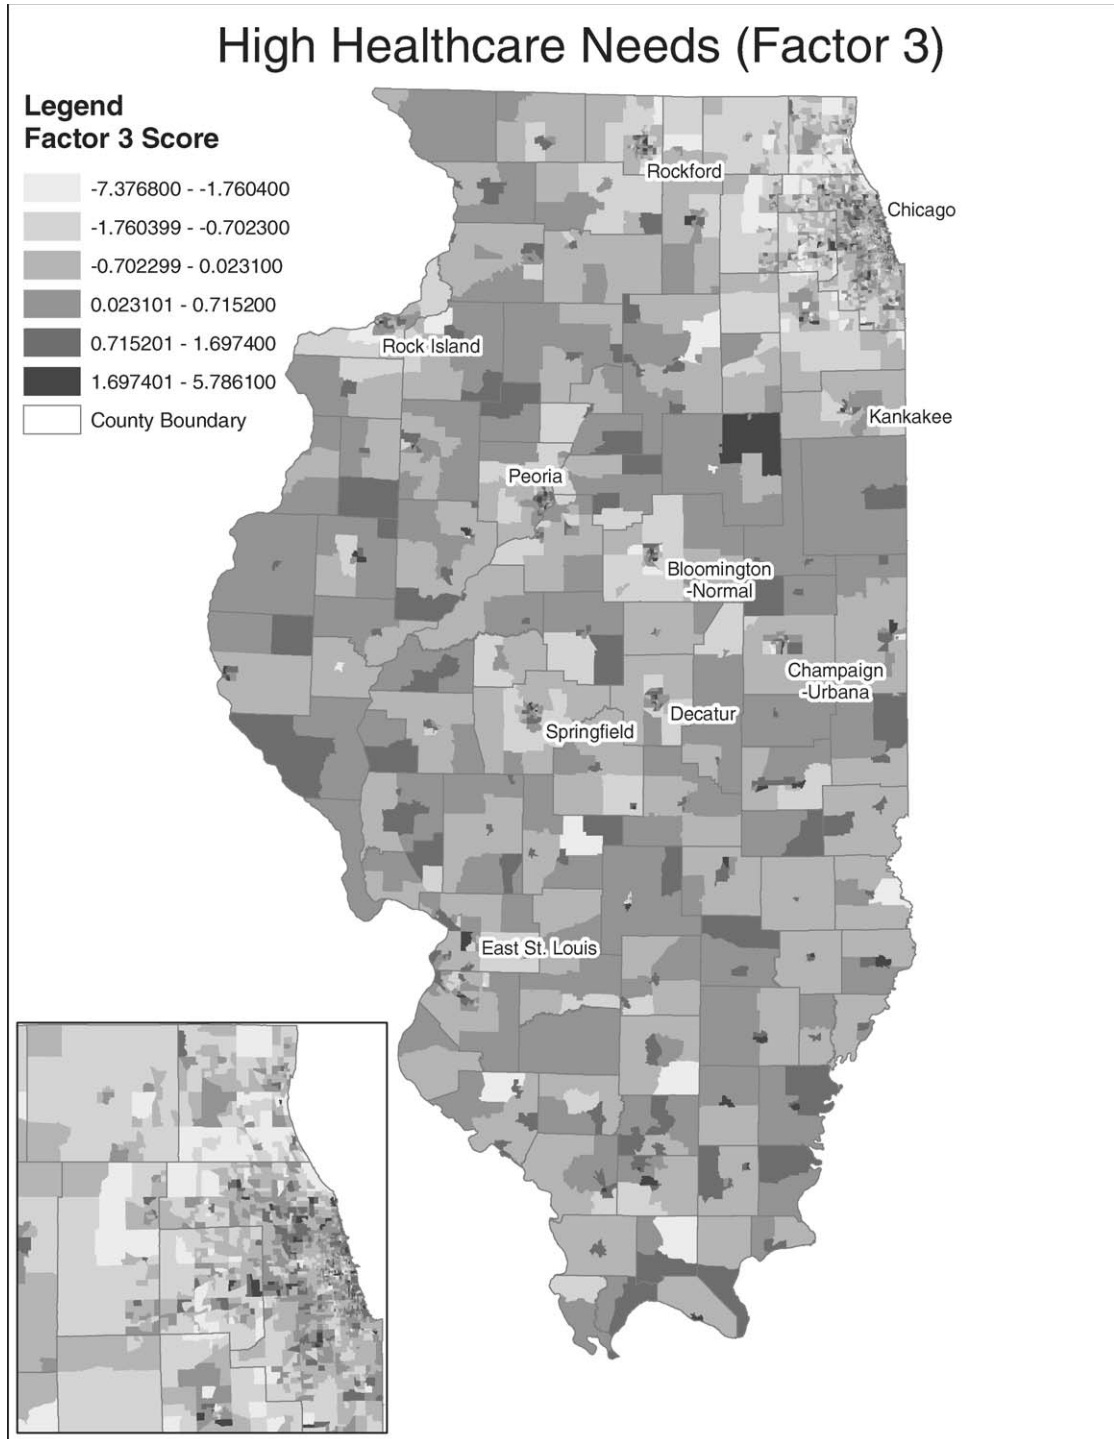 High Healthcare Needs (Factor 3)
Legend
Factor 3 Score
-7.376800 - -1.760400
-1.760399 - -0.702300
-0.702299 - 0.023100
0.023101 - 0.715200
0.715201 - 1.697400
1.697401 - 5.786100
County Boundary
Rockford
Chicago
Rock Island
Kankakee
Peoria
Bloomington
-Normal
Champaign
-Urbana
Decatur
Springfield
East St. Louis